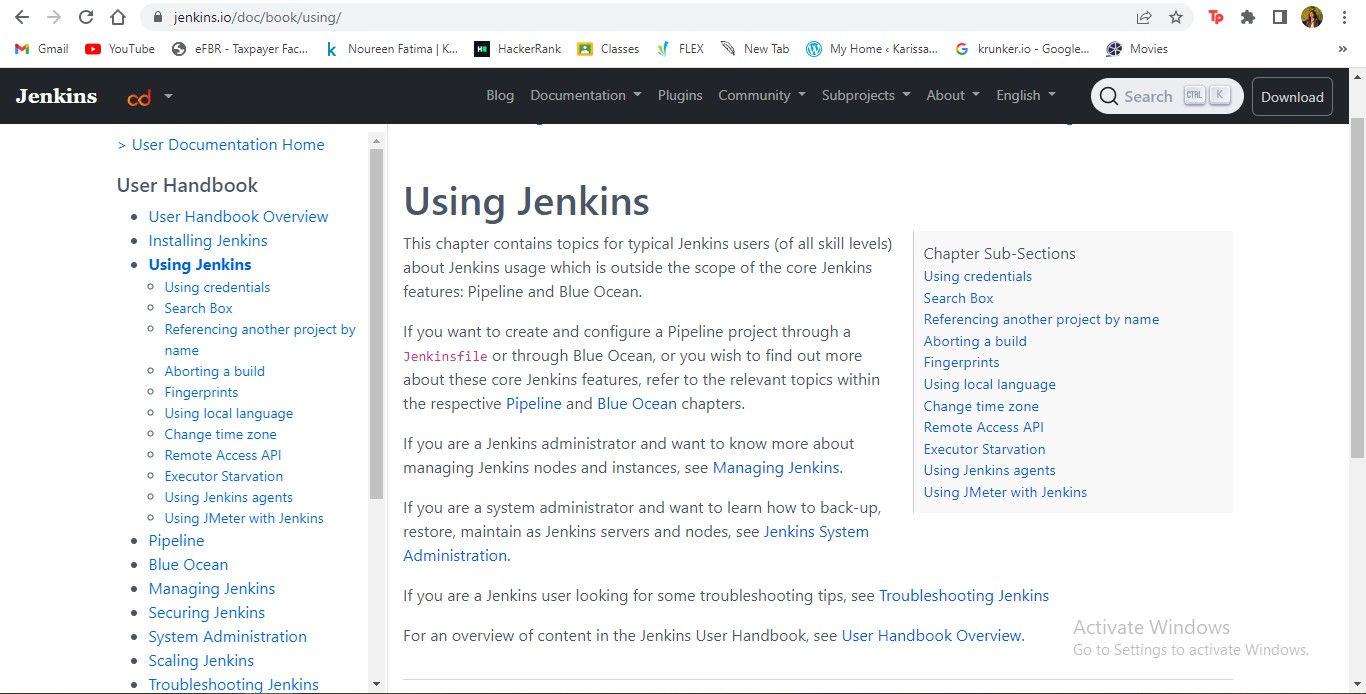 jenkins.io/doc/book/using/
Gmail
YouTube
eFBR - Taxpayer Fac...
Noureen Fatima | K...
HackerRank
Classes
FLEX
New Tab
My Home ‹ Karissa...
krunker.io - Google...
Movies
»
Jenkins
cd
Blog
Documentation
Plugins
Community
Subprojects
About
English
Search
CTRL
K
Download
> User Documentation Home
User Handbook
User Handbook Overview
Installing Jenkins
Using Jenkins
Using credentials
Search Box
Referencing another project by
name
Aborting a build
Fingerprints
Using local language
Change time zone
Remote Access API
Executor Starvation
Using Jenkins agents
Using JMeter with Jenkins
Pipeline
Blue Ocean
Managing Jenkins
Securing Jenkins
System Administration
Scaling Jenkins
Troubleshooting Jenkins
Using Jenkins
This chapter contains topics for typical Jenkins users (of all skill levels)
about Jenkins usage which is outside the scope of the core Jenkins
features: Pipeline and Blue Ocean.
If you want to create and configure a Pipeline project through a
Jenkinsfile or through Blue Ocean, or you wish to find out more
about these core Jenkins features, refer to the relevant topics within
the respective Pipeline and Blue Ocean chapters.
If you are a Jenkins administrator and want to know more about
managing Jenkins nodes and instances, see Managing Jenkins.
If you are a system administrator and want to learn how to back-up,
restore, maintain as Jenkins servers and nodes, see Jenkins System
Administration.
If you are a Jenkins user looking for some troubleshooting tips, see Troubleshooting Jenkins
For an overview of content in the Jenkins User Handbook, see User Handbook Overview.
Chapter Sub-Sections
Using credentials
Search Box
Referencing another project by name
Aborting a build
Fingerprints
Using local language
Change time zone
Remote Access API
Executor Starvation
Using Jenkins agents
Using JMeter with Jenkins
Activate Windows
Go to Settings to activate Windows.